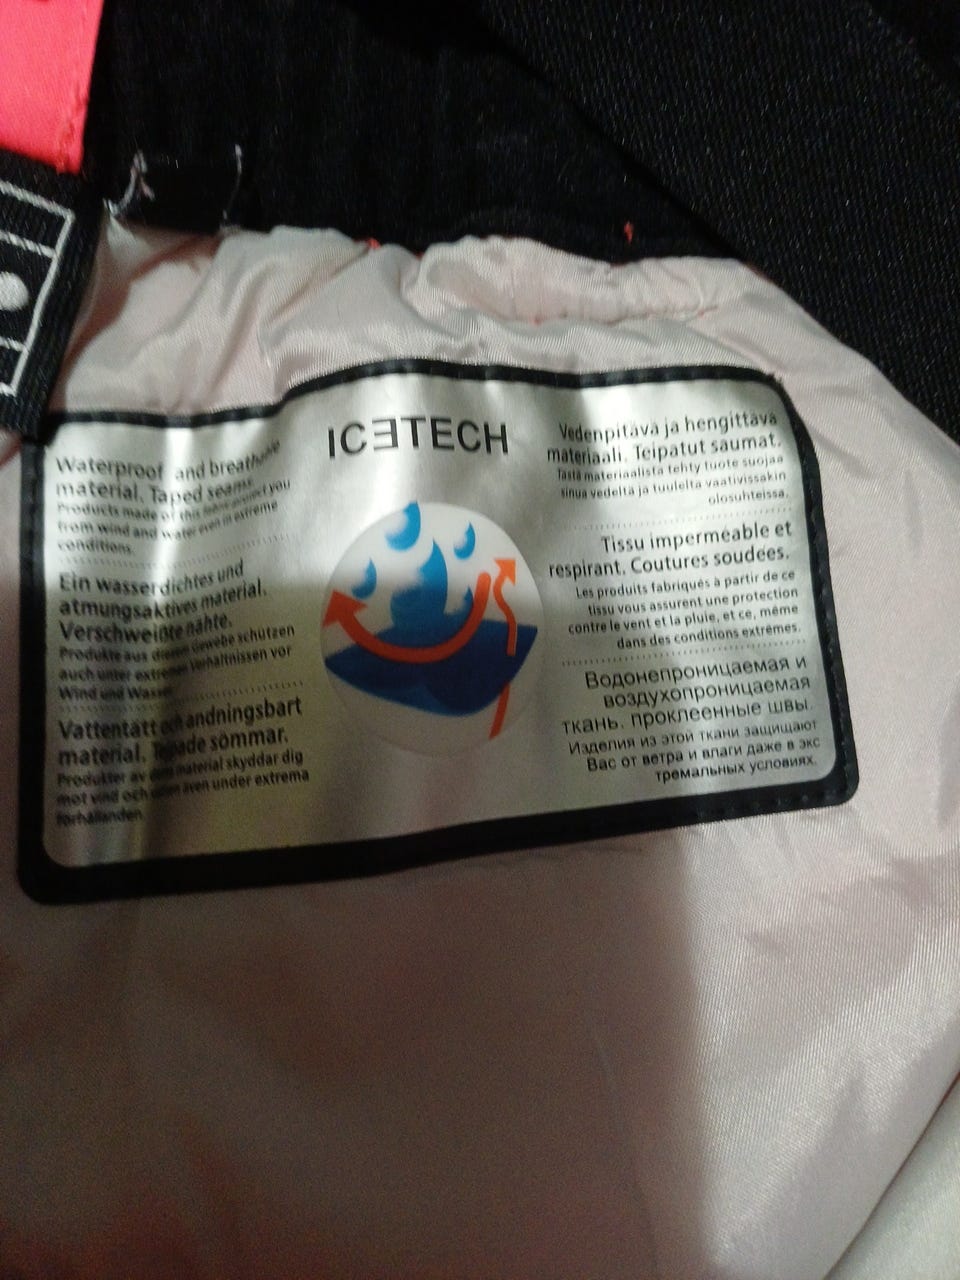 ICETECH
Waterproof and breathable
material. Taped seams.
Products made of this fabric protect you
from wind and water even in extreme
conditions.
Ein wasserdichtes und
atmungsaktives material.
Verschweißte nähte.
Produkte aus diesem Gewebe schützen
auch unter extremen Verhältnissen vor
Wind und Wasser
Vattentätt och andningsbart
material. Tejpade sömmar.
Produkter av material skyddar dig
mot vind och även under extrema
förhållanden.
Vedenpitävä ja hengittävä
materiaali. Teipatut saumat.
Tästä materiaalista tehty tuote suojaa
sinua vedeltä ja tuulelta vaativissakin
olosuhteissa.
Tissu imperméable et
respirant. Coutures soudées.
Les produits fabriqués à partir de ce
tissu vous assurent une protection
contre le vent et la pluie, et ce, même
dans des conditions extrêmes.
Водонепроницаемая и
воздухопроницаемая
ткань. проклеенные швы.
Изделия из этой ткани защищают
Вас от ветра и влаги даже в экс
тремальных условиях.